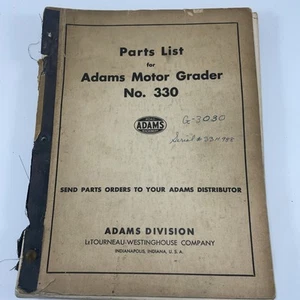 Parts List
for
Adams Motor Grader
No. 330
ADAMS
G-3030
Serial #
SEND PARTS ORDERS TO YOUR ADAMS DISTRIBUTOR
ADAMS DIVISION
LeTOURNEAU-WESTINGHOUSE COMPANY
INDIANAPOLIS, INDIANA, U. S. A.